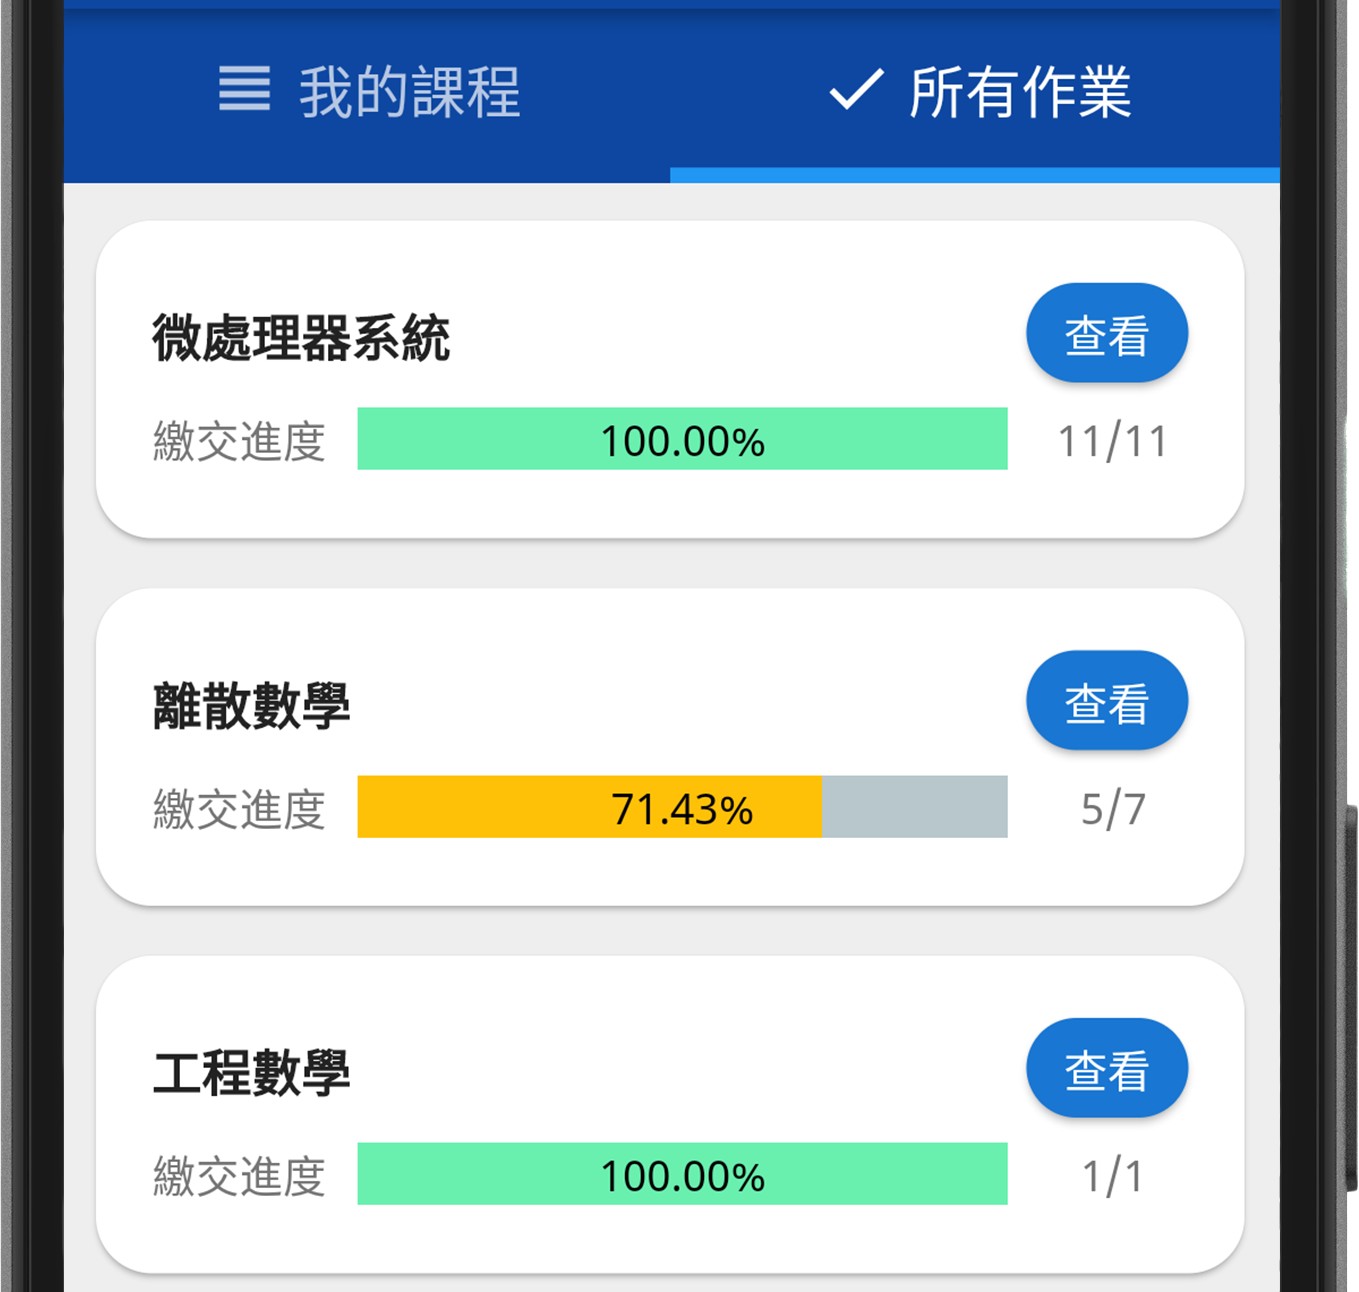 我的課程 所有作業
微處理器系統 查看
繳交進度 100.00% 11/11
離散數學 查看
繳交進度 71.43% 5/7
工程數學 查看
繳交進度 100.00% 1/1